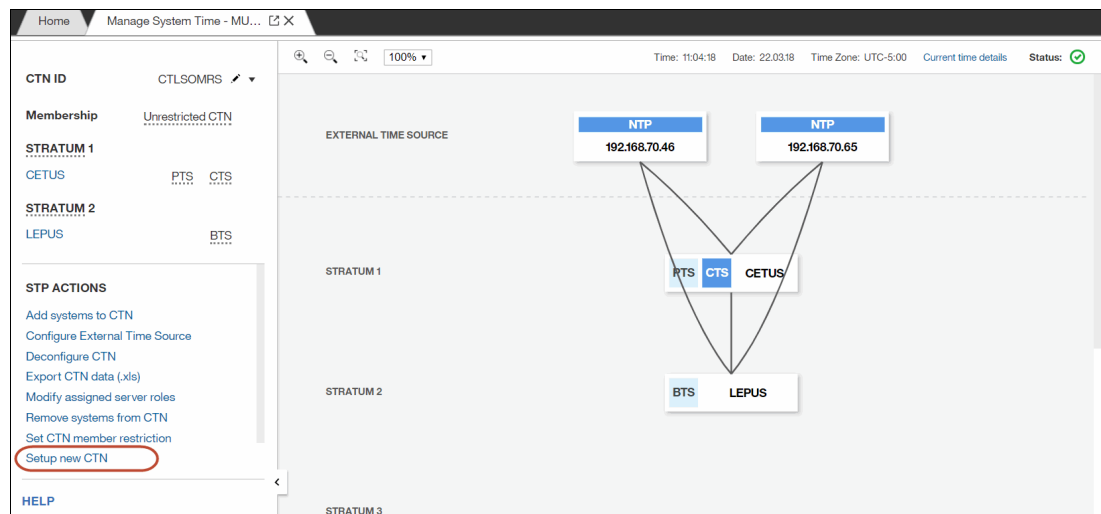 Home
Manage System Time - MU...
100%
Time: 11:04:18 Date: 22.03.18 Time Zone: UTC-5:00 Current time details Status:
CTN ID CTLSOMRS
Membership Unrestricted CTN
STRATUM 1
CETUS PTS CTS
STRATUM 2
LEPUS BTS
STP ACTIONS
Add systems to CTN
Configure External Time Source
Deconfigure CTN
Export CTN data (.xls)
Modify assigned server roles
Remove systems from CTN
Set CTN member restriction
Setup new CTN
HELP
EXTERNAL TIME SOURCE
NTP
192.168.70.46
NTP
192.168.70.65
STRATUM 1
PTS CTS CETUS
STRATUM 2
BTS LEPUS
STRATUM 3